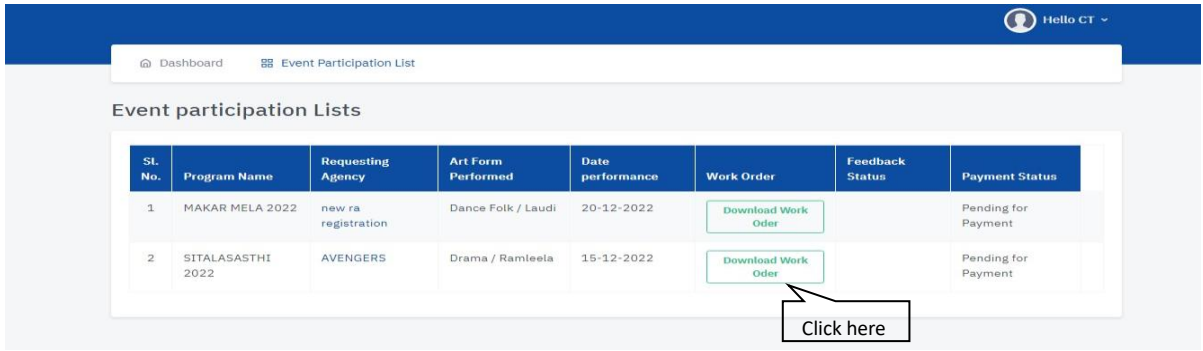 Hello CT
Dashboard Event Participation List
Event participation Lists
Sl. No. Program Name Requesting Agency Art Form Performed Date performance Work Order Feedback Status Payment Status
1 MAKAR MELA 2022 new ra registration Dance Folk / Laudi 20-12-2022 Download Work Oder Pending for Payment
2 SITALASASTHI 2022 AVENGERS Drama / Ramleela 15-12-2022 Download Work Oder Pending for Payment
Click here